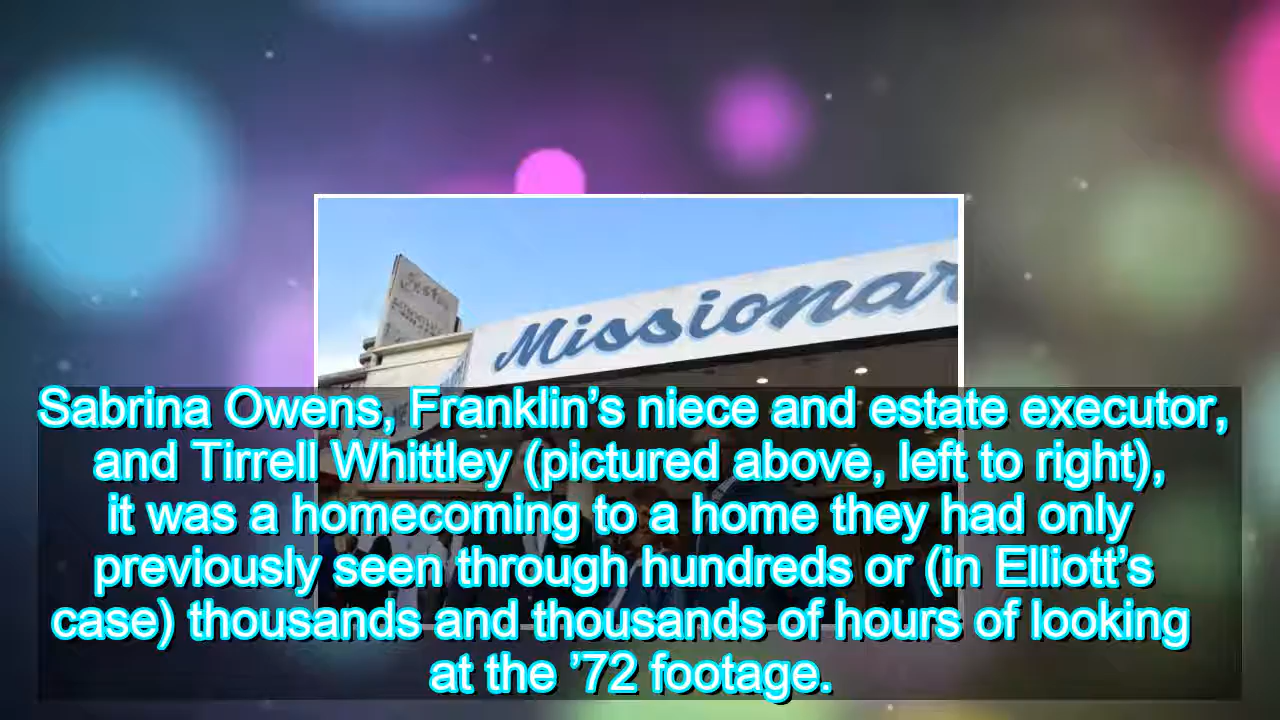 Missionar
Sabrina Owens, Franklin’s niece and estate executor,
and Tirrell Whittley (pictured above, left to right),
it was a homecoming to a home they had only
previously seen through hundreds or (in Elliott’s
case) thousands and thousands of hours of looking
at the ’72 footage.